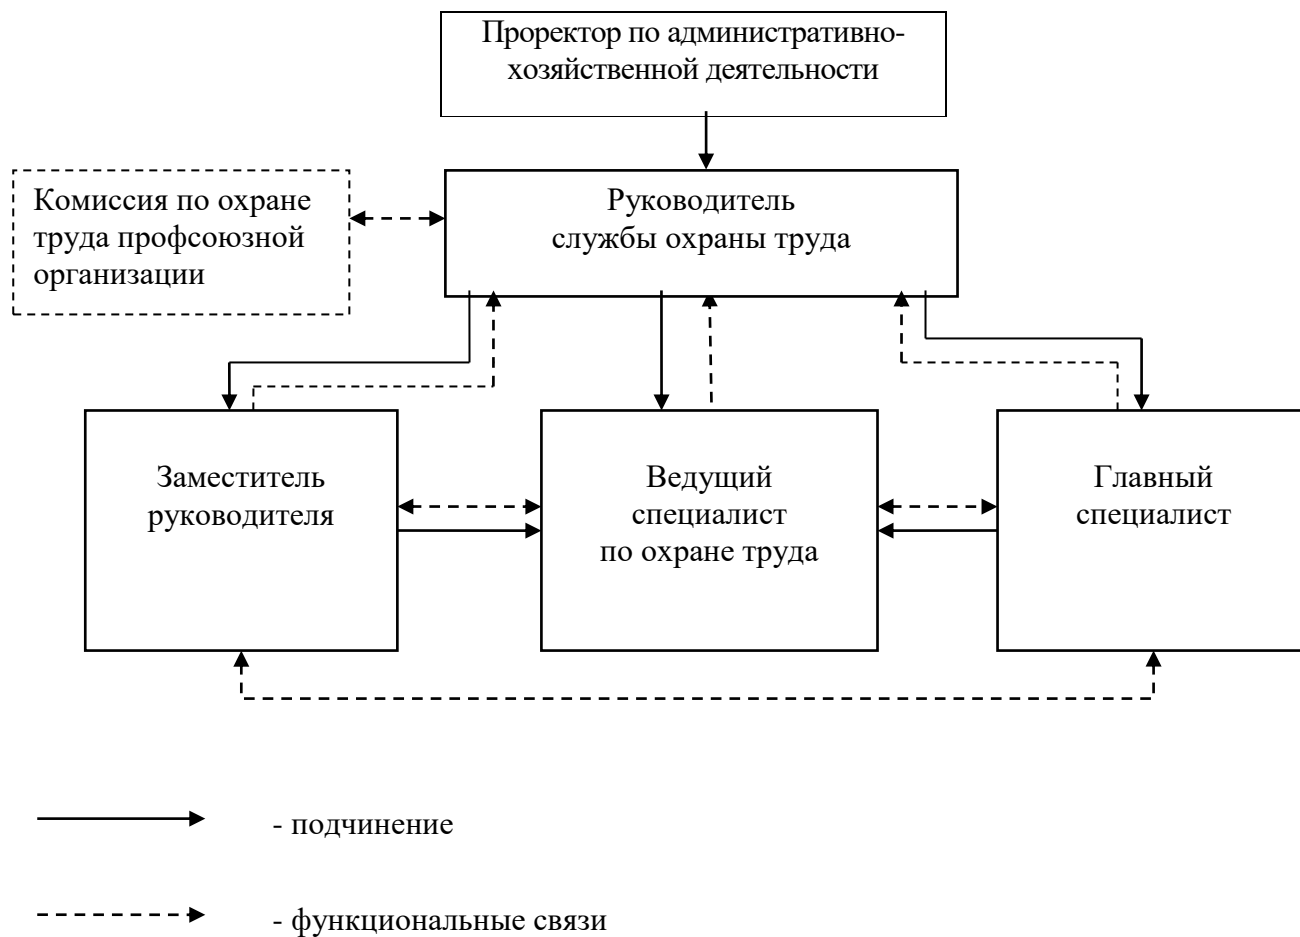 Проректор по административно-
хозяйственной деятельности
Комиссия по охране
труда профсоюзной
организации
Руководитель
службы охраны труда
Заместитель
руководителя
Ведущий
специалист
по охране труда
Главный
специалист
- подчинение
- функциональные связи